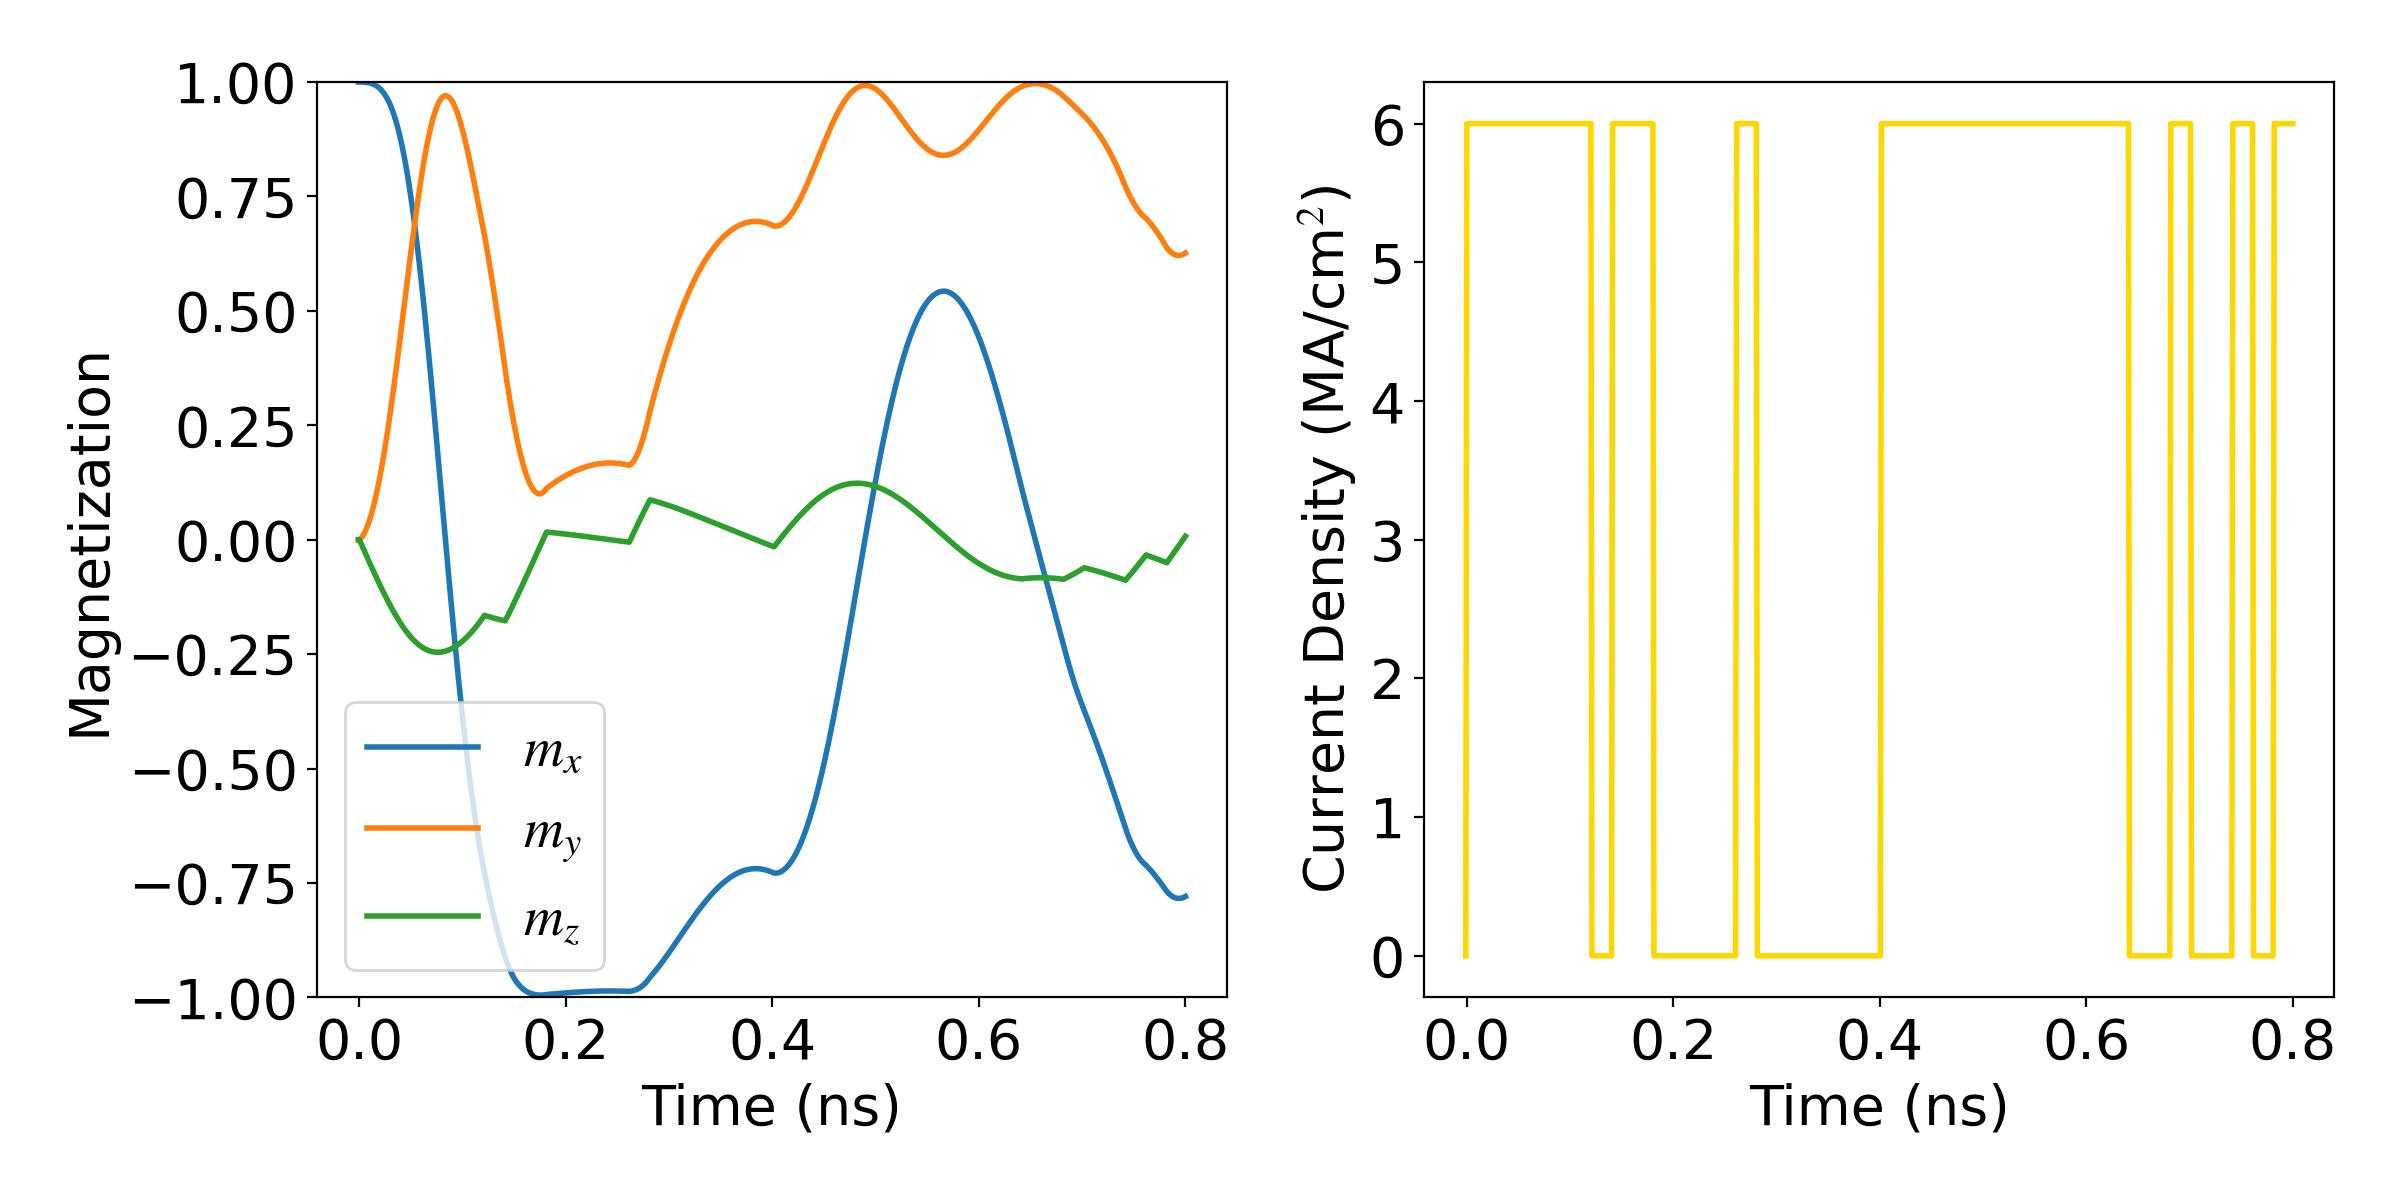 1.00
0.75
0.50
0.25
0.00
−0.25
−0.50
−0.75
−1.00
Magnetization
m_x
m_y
m_z
0.0 0.2 0.4 0.6 0.8
Time (ns)
6
5
4
3
2
1
0
Current Density (MA/cm²)
0.0 0.2 0.4 0.6 0.8
Time (ns)